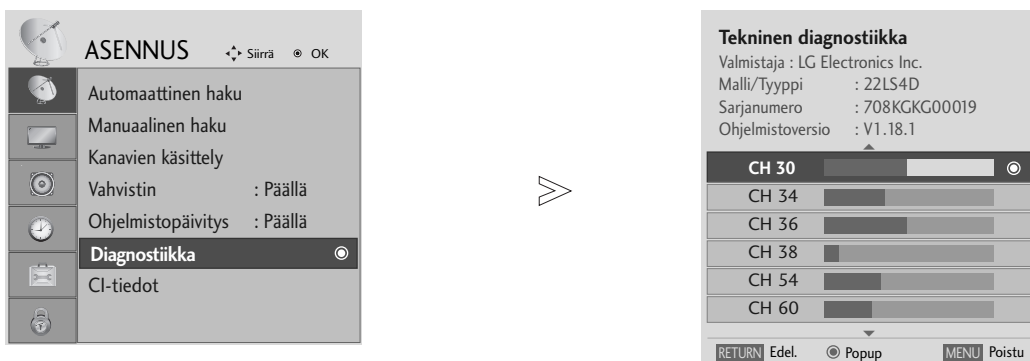 ASENNUS Siirrä OK
Automaattinen haku
Manuaalinen haku
Kanavien käsittely
Vahvistin : Päällä
Ohjelmistopäivitys : Päällä
Diagnostiikka
CI-tiedot
Tekninen diagnostiikka
Valmistaja : LG Electronics Inc.
Malli/Tyyppi : 22LS4D
Sarjanumero : 708KGKG00019
Ohjelmistoversio : V1.18.1
CH 30
CH 34
CH 36
CH 38
CH 54
CH 60
RETURN Edel. Popup MENU Poistu